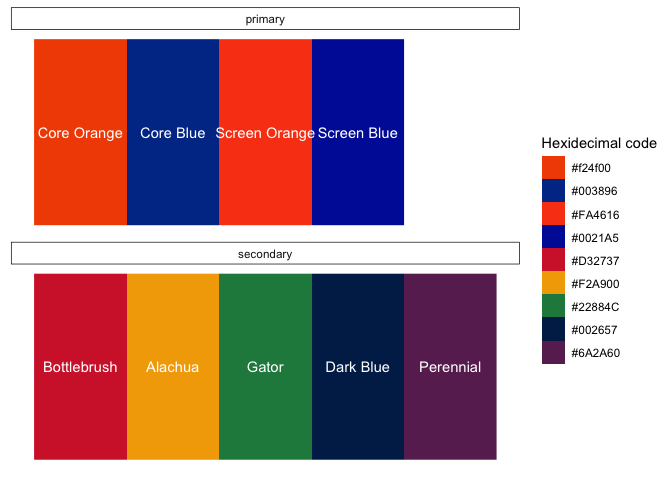 primary
Core Orange
Core Blue
Screen Orange
Screen Blue
secondary
Bottlebrush
Alachua
Gator
Dark Blue
Perennial
Hexidecimal code
#f24f00
#003896
#FA4616
#0021A5
#D32737
#F2A900
#22884C
#002657
#6A2A60